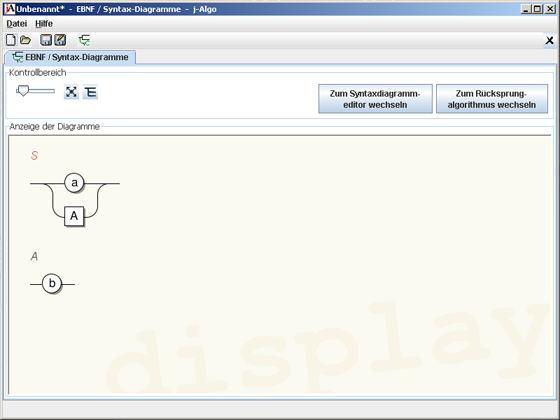 Unbenannt* - EBNF / Syntax-Diagramme - j-Algo
Datei Hilfe
EBNF / Syntax-Diagramme
Kontrollbereich
Zum Syntaxdiagramm-
editor wechseln
Zum Rücksprung-
algorithmus wechseln
Anzeige der Diagramme
S
a
A
A
b
display